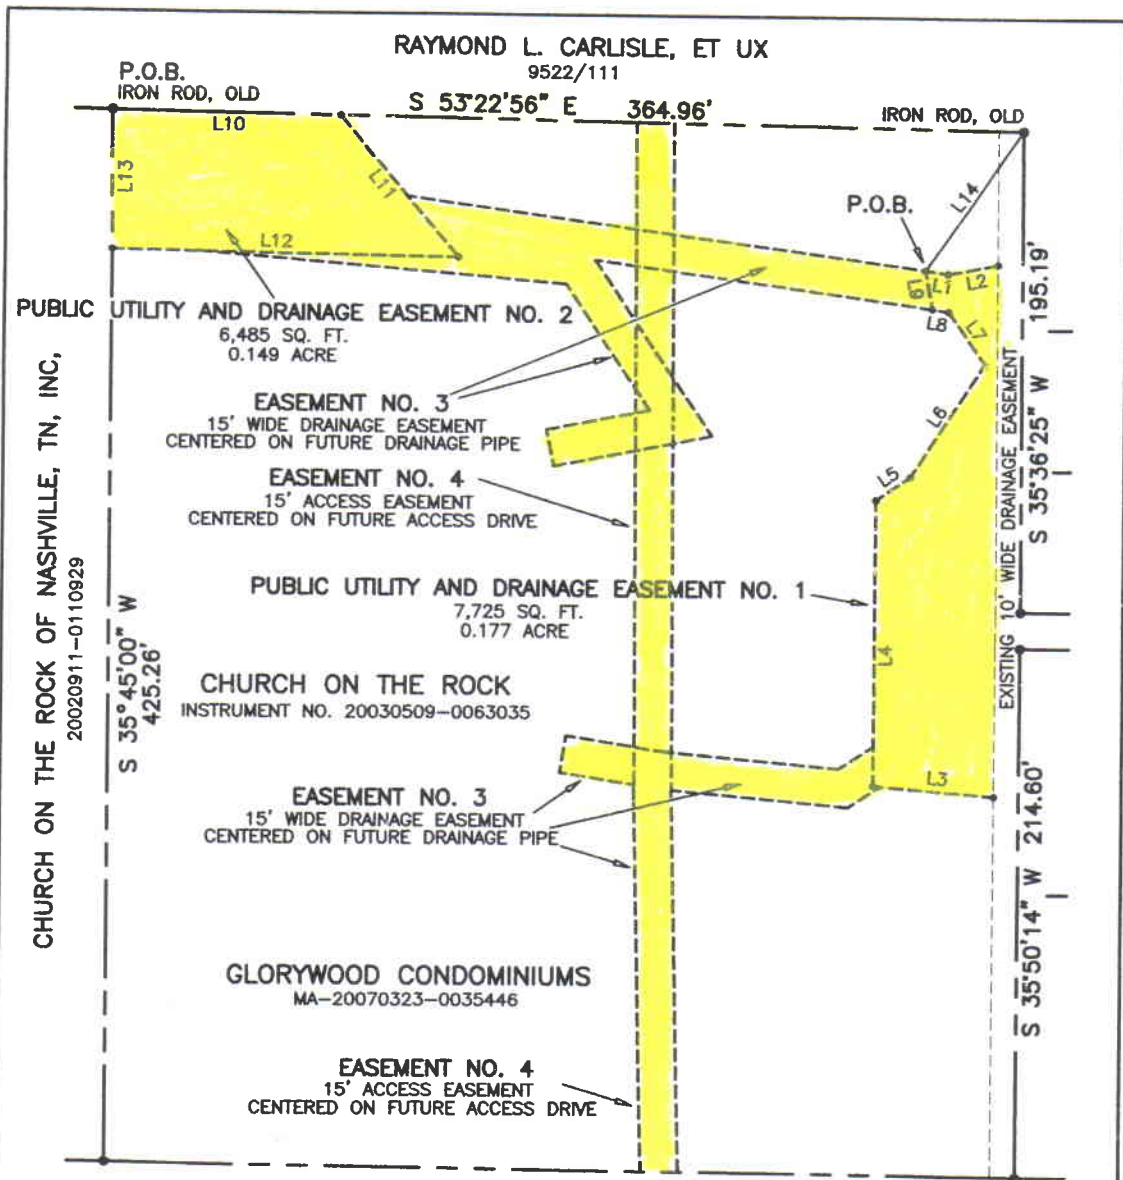 RAYMOND L. CARLISLE, ET UX
9522/111
P.O.B.
IRON ROD, OLD
S 53°22'56" E 364.96'
IRON ROD, OLD
L10
L13
L11
L12
P.O.B.
L14
L9
L1
L2
L8
L7
195.19'
S 35°36'25" W
PUBLIC UTILITY AND DRAINAGE EASEMENT NO. 2
6,485 SQ. FT.
0.149 ACRE
EASEMENT NO. 3
15' WIDE DRAINAGE EASEMENT
CENTERED ON FUTURE DRAINAGE PIPE
L6
L5
EXISTING 10' WIDE DRAINAGE EASEMENT
EASEMENT NO. 4
15' ACCESS EASEMENT
CENTERED ON FUTURE ACCESS DRIVE
PUBLIC UTILITY AND DRAINAGE EASEMENT NO. 1
7,725 SQ. FT.
0.177 ACRE
L4
CHURCH ON THE ROCK OF NASHVILLE, TN, INC,
20020911-0110929
S 35°45'00" W
425.26'
CHURCH ON THE ROCK
INSTRUMENT NO. 20030509-0063035
L3
EASEMENT NO. 3
15' WIDE DRAINAGE EASEMENT
CENTERED ON FUTURE DRAINAGE PIPE
S 35°50'14" W 214.60'
GLORYWOOD CONDOMINIUMS
MA-20070323-0035446
EASEMENT NO. 4
15' ACCESS EASEMENT
CENTERED ON FUTURE ACCESS DRIVE